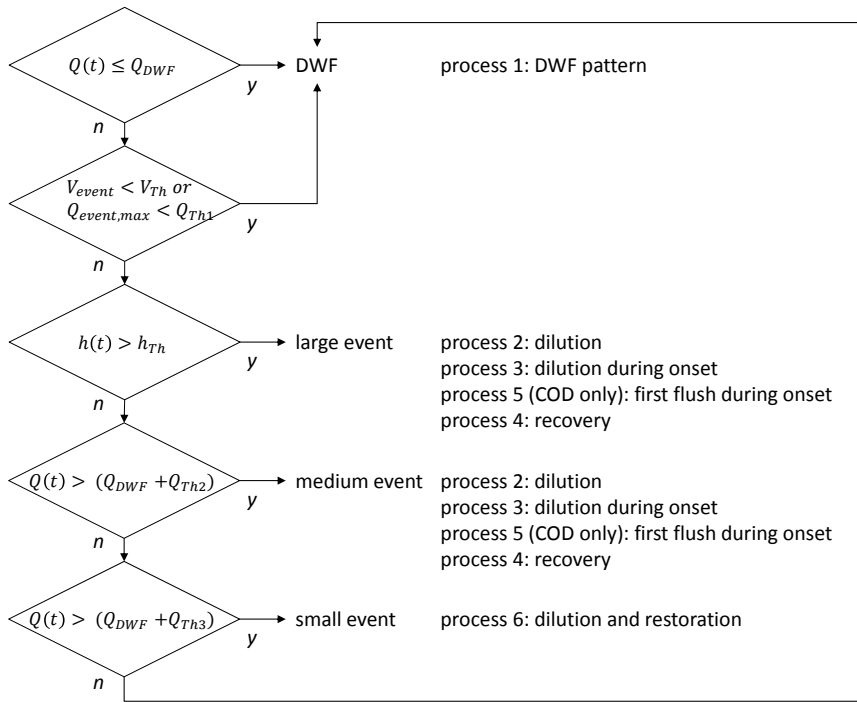 Q(t) ≤ Q_DWF
y
DWF
process 1: DWF pattern
n
V_event < V_Th or
Q_event,max < Q_Th1
y
n
h(t) > h_Th
y
large event
process 2: dilution
process 3: dilution during onset
process 5 (COD only): first flush during onset
process 4: recovery
n
Q(t) > (Q_DWF +Q_Th2)
y
medium event
process 2: dilution
process 3: dilution during onset
process 5 (COD only): first flush during onset
process 4: recovery
n
Q(t) > (Q_DWF +Q_Th3)
y
small event
process 6: dilution and restoration
n